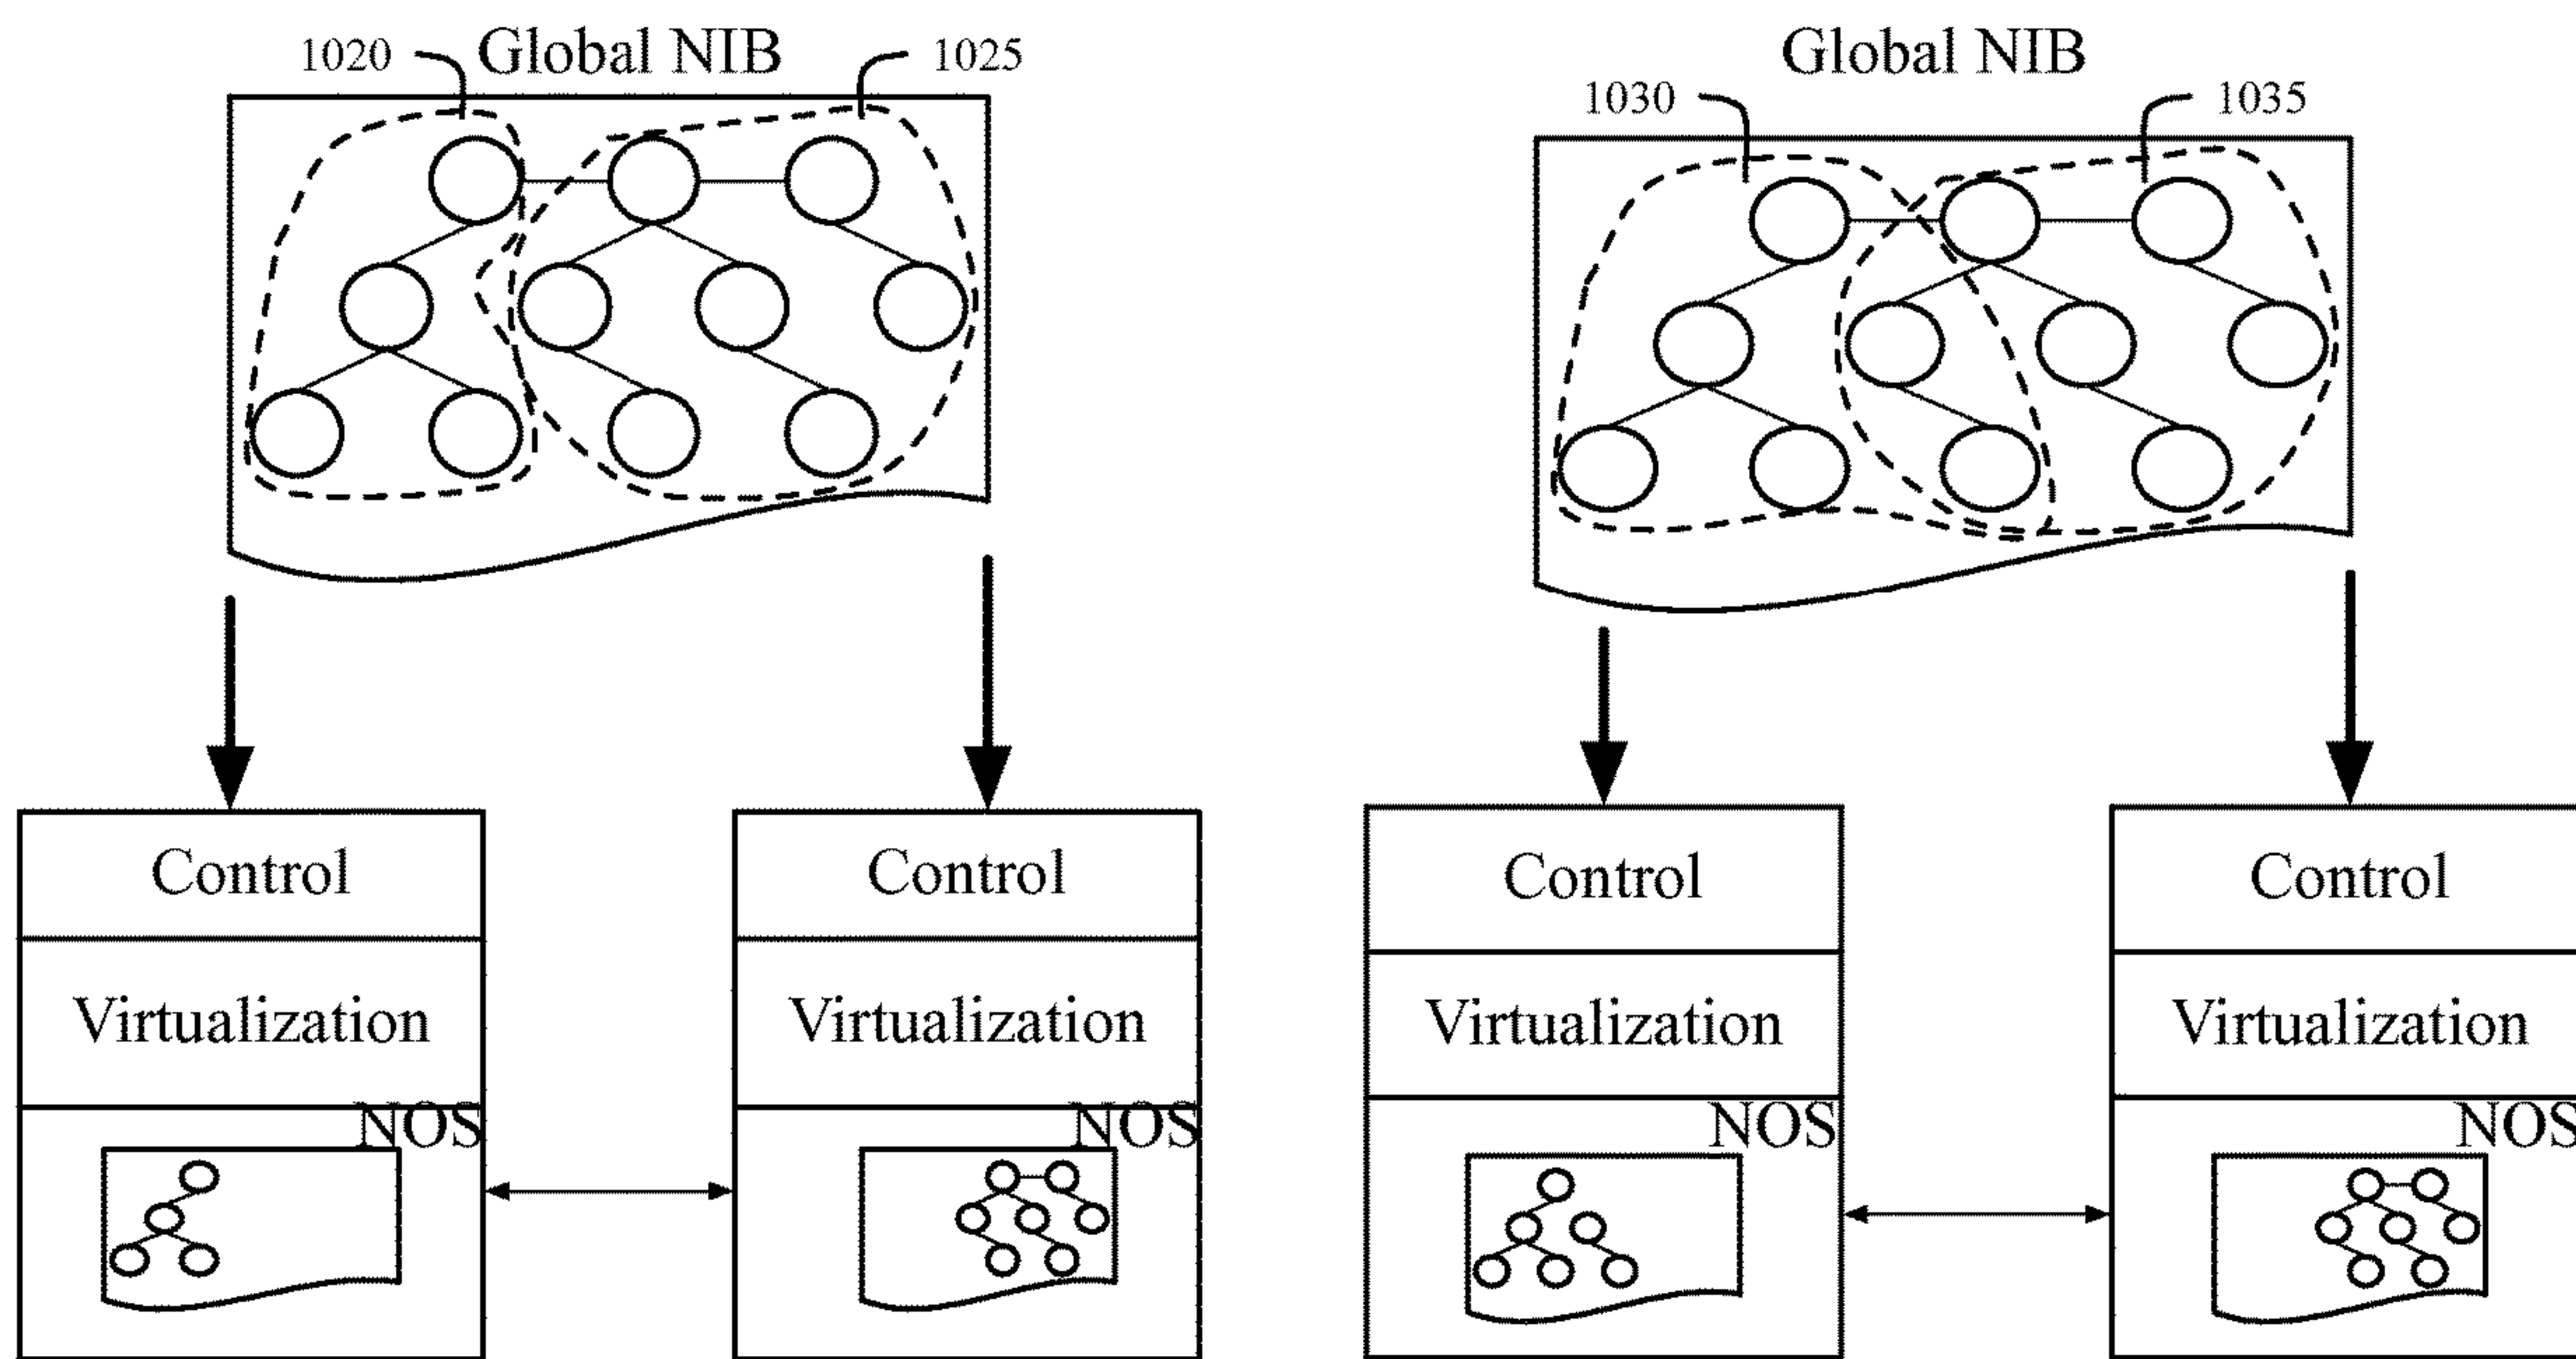 Global NIB
1020
1025
Control
Virtualization
NOS
Control
Virtualization
NOS
Global NIB
1030
1035
Control
Virtualization
NOS
Control
Virtualization
NOS